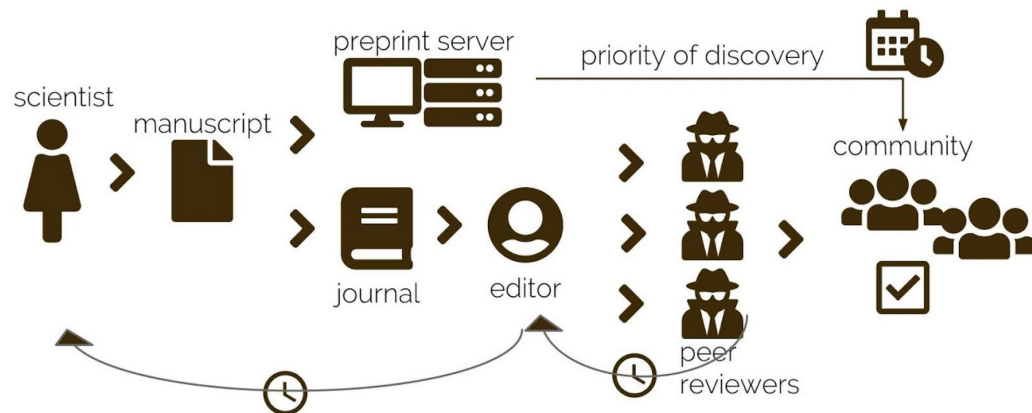 preprint server
priority of discovery
scientist
manuscript
community
journal
editor
peer
reviewers